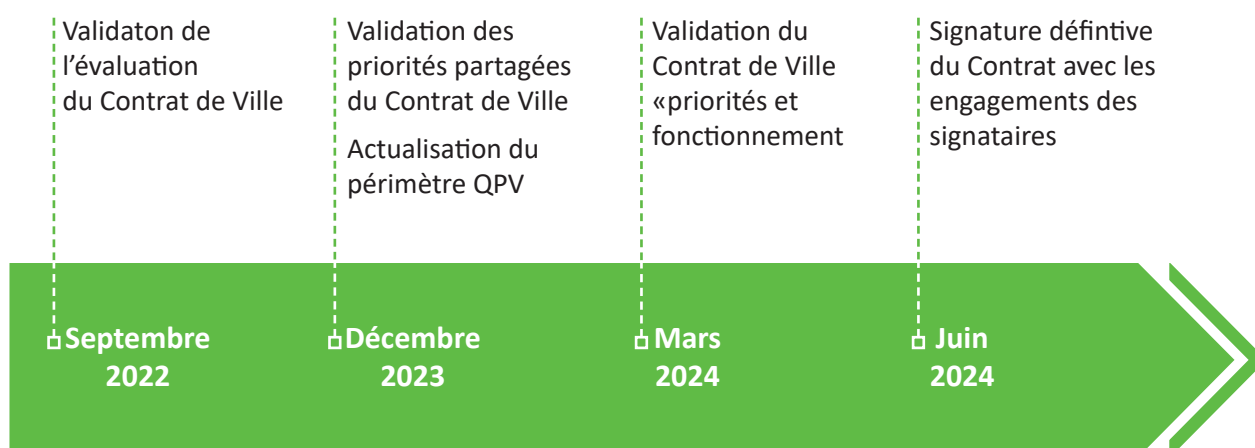 Validaton de
l’évaluation
du Contrat de Ville
Validation des
priorités partagées
du Contrat de Ville
Actualisation du
périmètre QPV
Validation du
Contrat de Ville
«priorités et
fonctionnement
Signature défintive
du Contrat avec les
engagements des
signataires
Septembre
2022
Décembre
2023
Mars
2024
Juin
2024